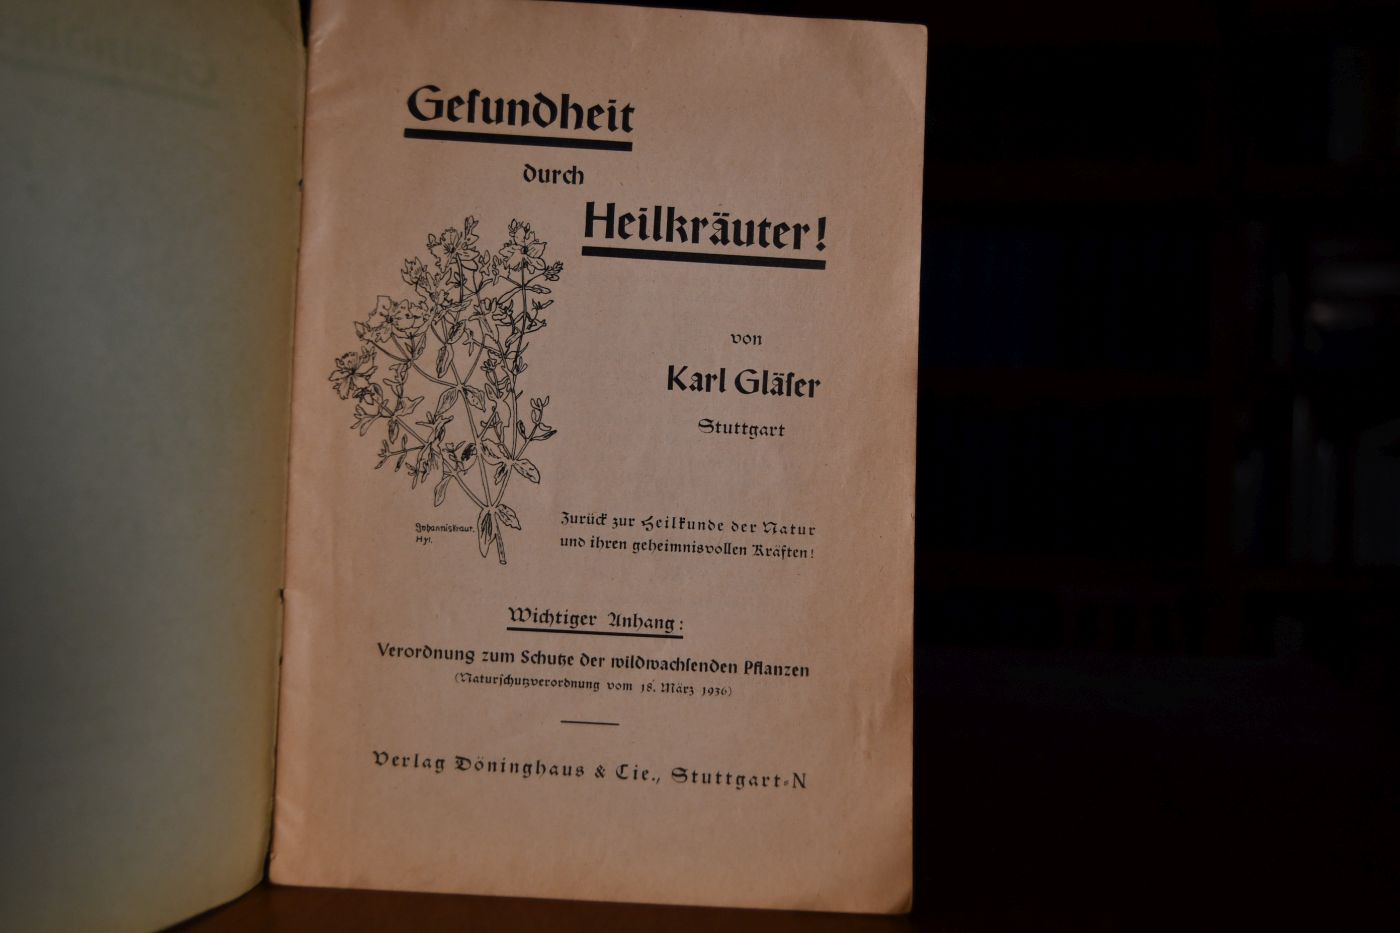 Geſundheit
durch
Heilkräuter!
von
Karl Gläſer
Stuttgart
Johanniskraut.
Hyl.
Zurück zur Heilkunde der Natur
und ihren geheimnisvollen Kräften!
Wichtiger Anhang:
Verordnung zum Schutze der wildwachſenden Pflanzen
(Naturſchutzverordnung vom 18. März 1936)
Verlag Döninghaus & Cie., Stuttgart-N